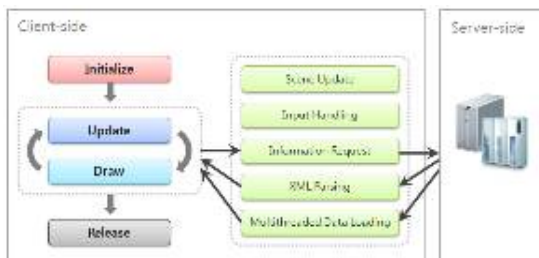 Client-side
Server-side
Initialize
Update
Draw
Release
Scene Update
Input Handling
Information Request
XML Parsing
Multithreaded Data Loading